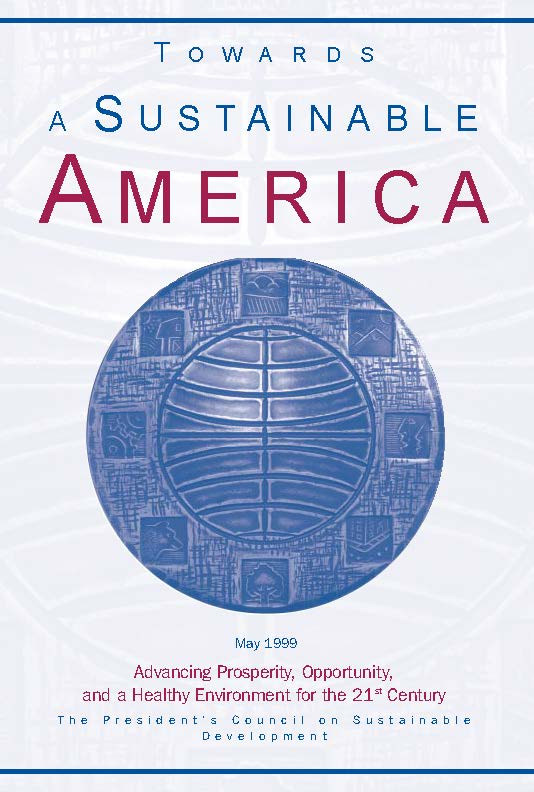 TOWARDS
A SUSTAINABLE
AMERICA
May 1999
Advancing Prosperity, Opportunity,
and a Healthy Environment for the 21st Century
The President's Council on Sustainable
Development